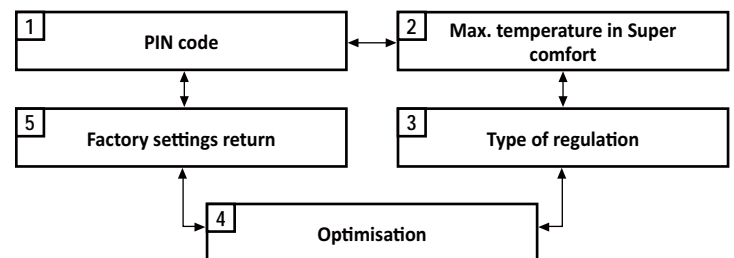 1
PIN code
2
Max. temperature in Super
comfort
5
Factory settings return
3
Type of regulation
4
Optimisation